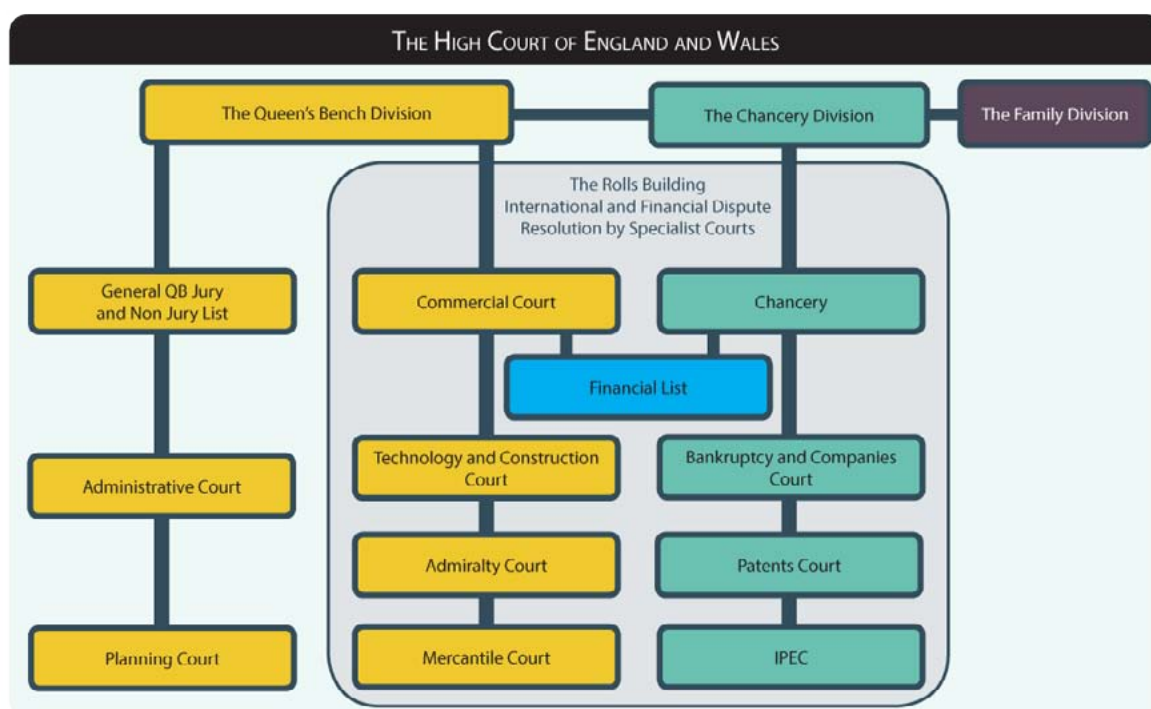 THE HIGH COURT OF ENGLAND AND WALES
The Queen's Bench Division
The Chancery Division
The Family Division
The Rolls Building
International and Financial Dispute
Resolution by Specialist Courts
General QB Jury
and Non Jury List
Commercial Court
Chancery
Financial List
Administrative Court
Technology and Construction
Court
Bankruptcy and Companies
Court
Admiralty Court
Patents Court
Planning Court
Mercantile Court
IPEC